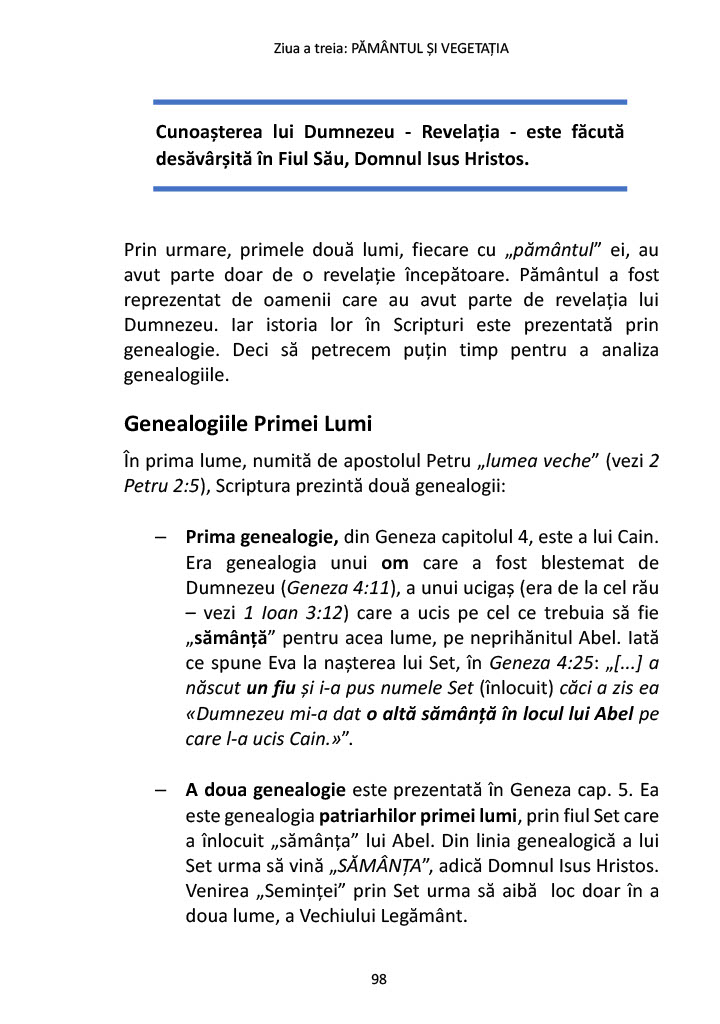 Ziua a treia: PĂMÂNTUL ȘI VEGETAȚIA
Cunoașterea lui Dumnezeu - Revelația - este făcută
desăvârșită în Fiul Său, Domnul Isus Hristos.
Prin urmare, primele două lumi, fiecare cu „pământul” ei, au
avut parte doar de o revelație începătoare. Pământul a fost
reprezentat de oamenii care au avut parte de revelația lui
Dumnezeu. Iar istoria lor în Scripturi este prezentată prin
genealogie. Deci să petrecem puțin timp pentru a analiza
genealogiile.
Genealogiile Primei Lumi
În prima lume, numită de apostolul Petru „lumea veche” (vezi 2
Petru 2:5), Scriptura prezintă două genealogii:
– Prima genealogie, din Geneza capitolul 4, este a lui Cain.
Era genealogia unui om care a fost blestemat de
Dumnezeu (Geneza 4:11), a unui ucigaș (era de la cel rău
– vezi 1 Ioan 3:12) care a ucis pe cel ce trebuia să fie
„sămânță” pentru acea lume, pe neprihănitul Abel. Iată
ce spune Eva la nașterea lui Set, în Geneza 4:25: „[...] a
născut un fiu și i-a pus numele Set (înlocuit) căci a zis ea
«Dumnezeu mi-a dat o altă sămânță în locul lui Abel pe
care l-a ucis Cain.»”.
– A doua genealogie este prezentată în Geneza cap. 5. Ea
este genealogia patriarhilor primei lumi, prin fiul Set care
a înlocuit „sămânța” lui Abel. Din linia genealogică a lui
Set urma să vină „SĂMÂNȚA”, adică Domnul Isus Hristos.
Venirea „Seminței” prin Set urma să aibă loc doar în a
doua lume, a Vechiului Legământ.
98